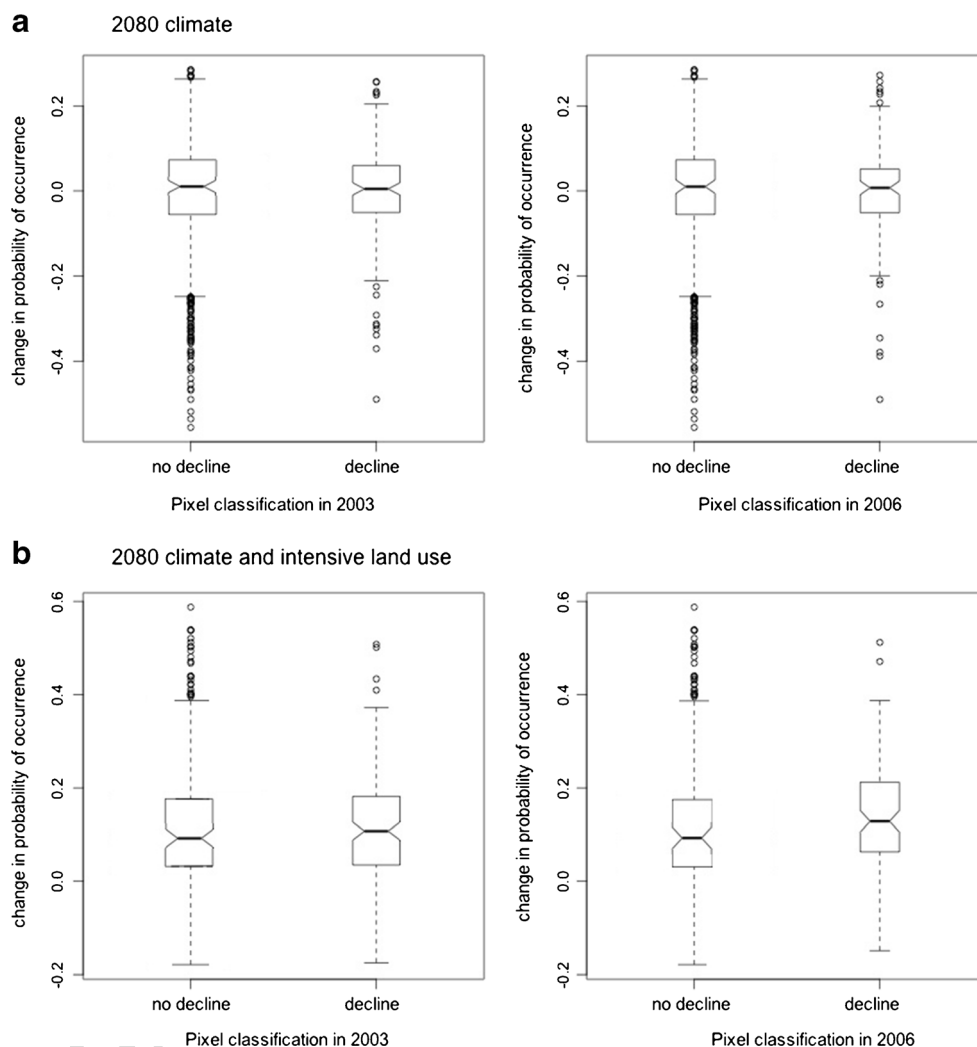 a
2080 climate
change in probability of occurrence
0.2
0.0
-0.2
-0.4
no decline
decline
Pixel classification in 2003
change in probability of occurrence
0.2
0.0
-0.2
-0.4
no decline
decline
Pixel classification in 2006
b
2080 climate and intensive land use
change in probability of occurrence
0.6
0.4
0.2
0.0
-0.2
no decline
decline
Pixel classification in 2003
change in probability of occurrence
0.6
0.4
0.2
0.0
-0.2
no decline
decline
Pixel classification in 2006